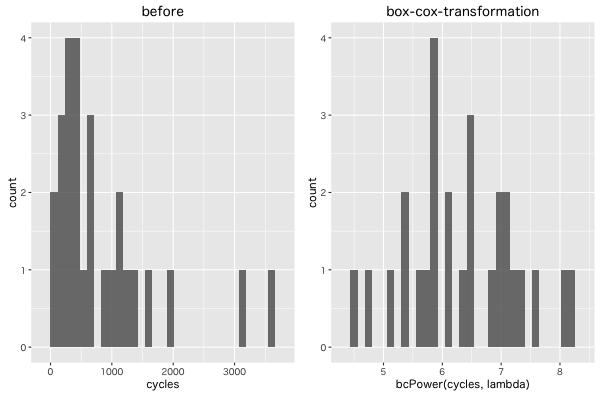 before
box-cox-transformation
4
3
2
1
0
count
0 1000 2000 3000
cycles
4
3
2
1
0
count
5 6 7 8
bcPower(cycles, lambda)